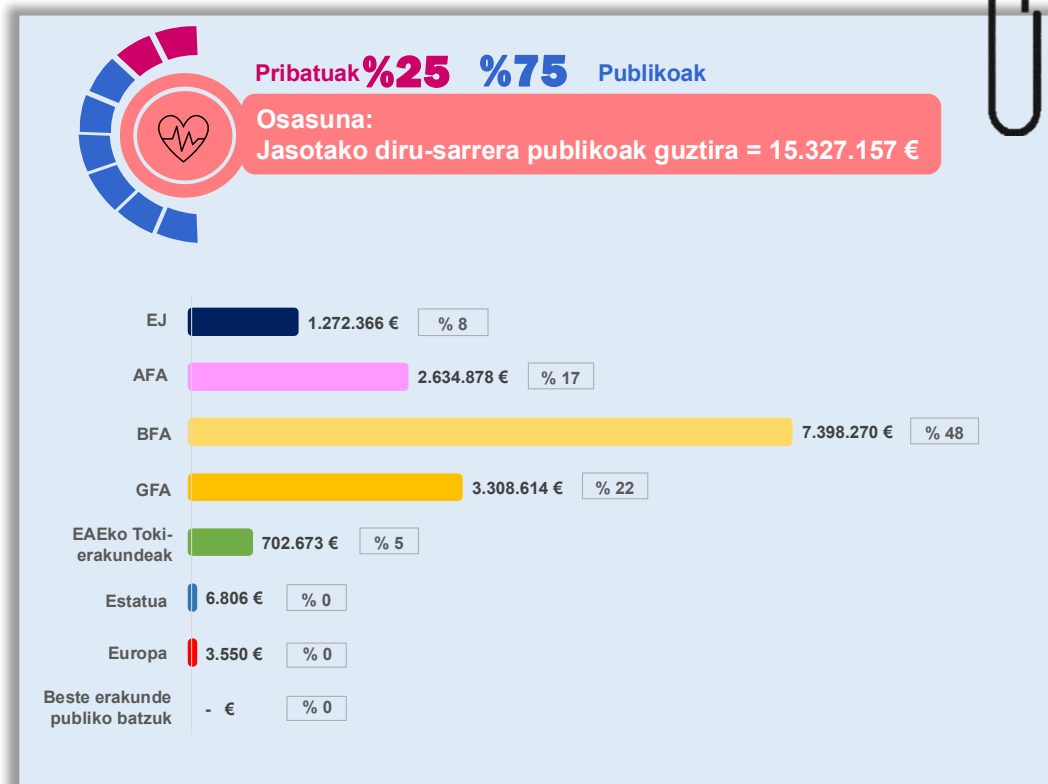 Pribatuak %25 %75 Publikoak
Osasuna:
Jasotako diru-sarrera publikoak guztira = 15.327.157 €
EJ 1.272.366 € % 8
AFA 2.634.878 € % 17
BFA 7.398.270 € % 48
GFA 3.308.614 € % 22
EAEko Toki-
erakundeak 702.673 € % 5
Estatua 6.806 € % 0
Europa 3.550 € % 0
Beste erakunde
publiko batzuk - € % 0